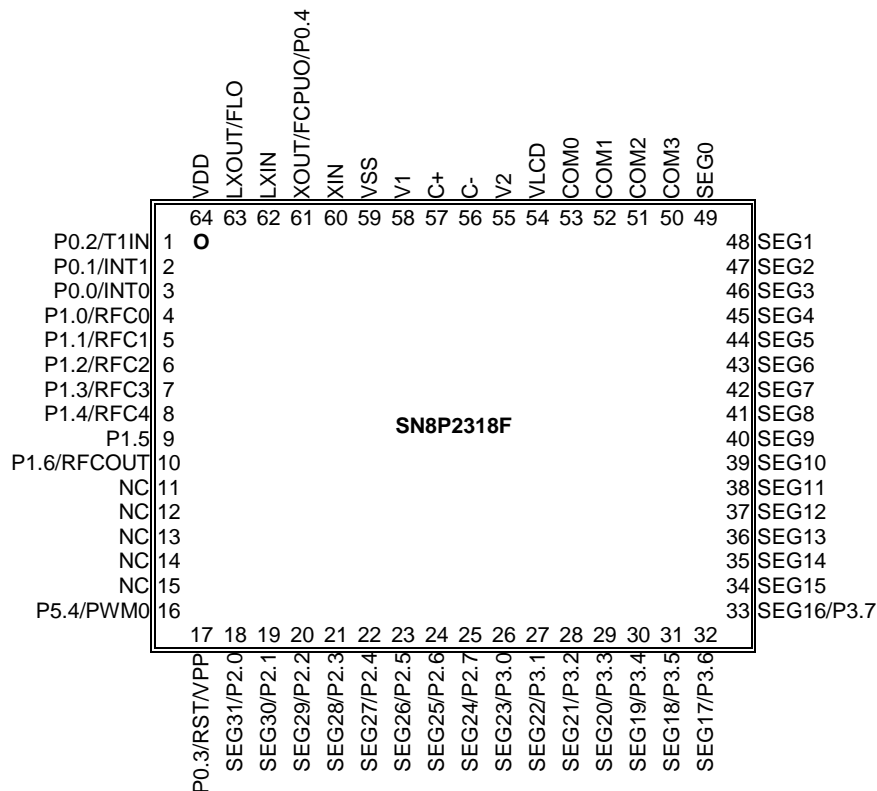 VDD
LXOUT/FLO
LXIN
XOUT/FCPUO/P0.4
XIN
VSS
V1
C+
C-
V2
VLCD
COM0
COM1
COM2
COM3
SEG0
64 63 62 61 60 59 58 57 56 55 54 53 52 51 50 49
P0.2/T1IN 1 O 48 SEG1
P0.1/INT1 2 47 SEG2
P0.0/INT0 3 46 SEG3
P1.0/RFC0 4 45 SEG4
P1.1/RFC1 5 44 SEG5
P1.2/RFC2 6 43 SEG6
P1.3/RFC3 7 42 SEG7
P1.4/RFC4 8 41 SEG8
SN8P2318F
P1.5 9 40 SEG9
P1.6/RFCOUT 10 39 SEG10
NC 11 38 SEG11
NC 12 37 SEG12
NC 13 36 SEG13
NC 14 35 SEG14
NC 15 34 SEG15
P5.4/PWM0 16 33 SEG16/P3.7
17 18 19 20 21 22 23 24 25 26 27 28 29 30 31 32
P0.3/RST/VPP
SEG31/P2.0
SEG30/P2.1
SEG29/P2.2
SEG28/P2.3
SEG27/P2.4
SEG26/P2.5
SEG25/P2.6
SEG24/P2.7
SEG23/P3.0
SEG22/P3.1
SEG21/P3.2
SEG20/P3.3
SEG19/P3.4
SEG18/P3.5
SEG17/P3.6